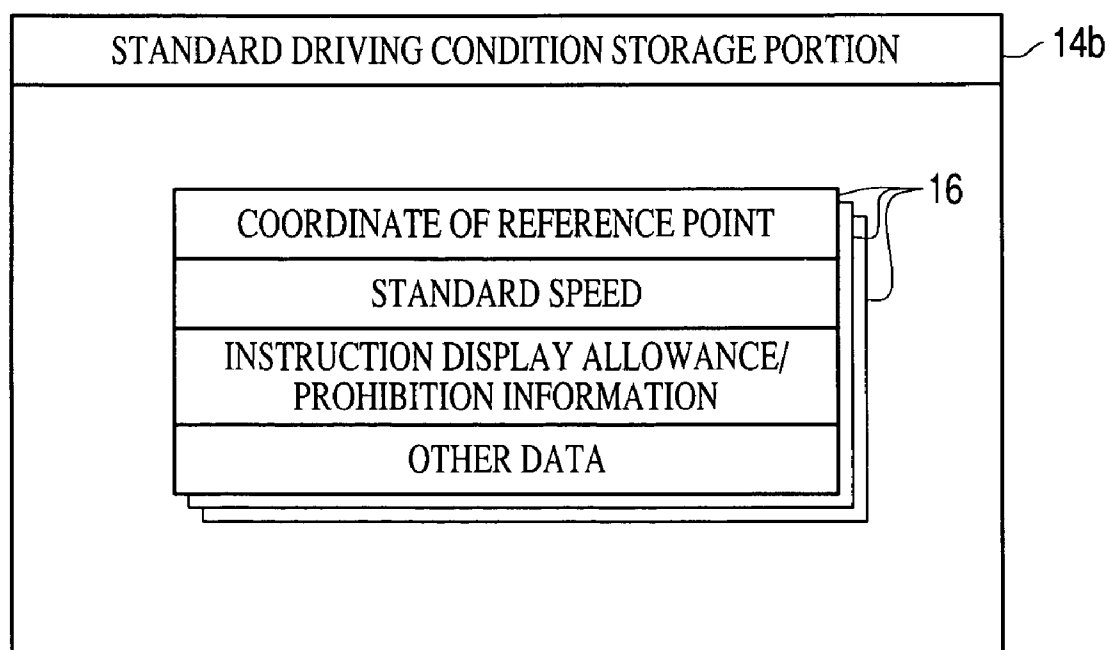 STANDARD DRIVING CONDITION STORAGE PORTION
14b
16
COORDINATE OF REFERENCE POINT
STANDARD SPEED
INSTRUCTION DISPLAY ALLOWANCE/
PROHIBITION INFORMATION
OTHER DATA